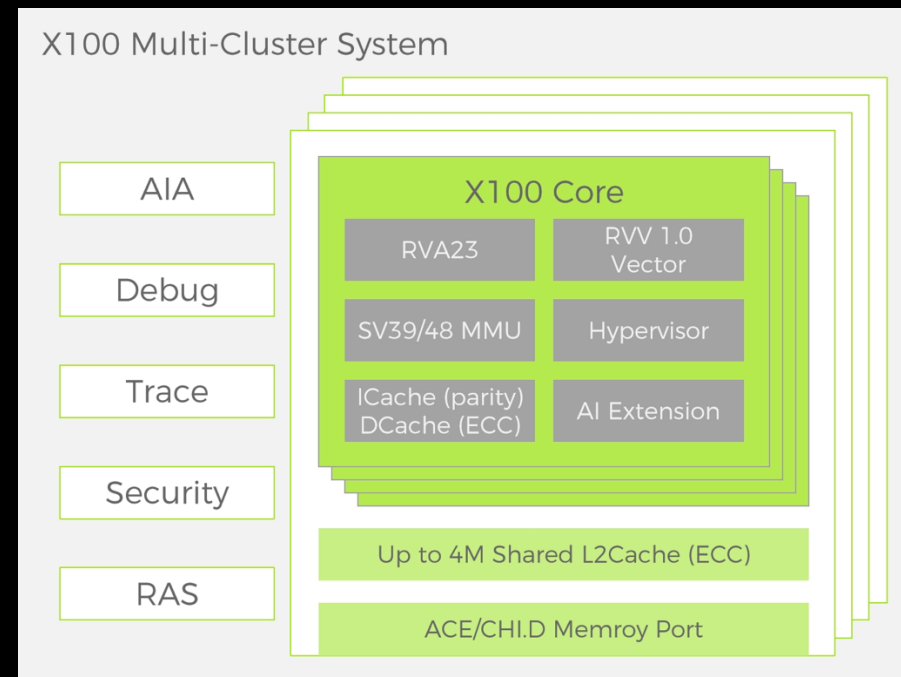 X100 Multi-Cluster System
AIA
Debug
Trace
Security
RAS
X100 Core
RVA23
RVV 1.0
Vector
SV39/48 MMU
Hypervisor
ICache (parity)
DCache (ECC)
AI Extension
Up to 4M Shared L2Cache (ECC)
ACE/CHI.D Memroy Port